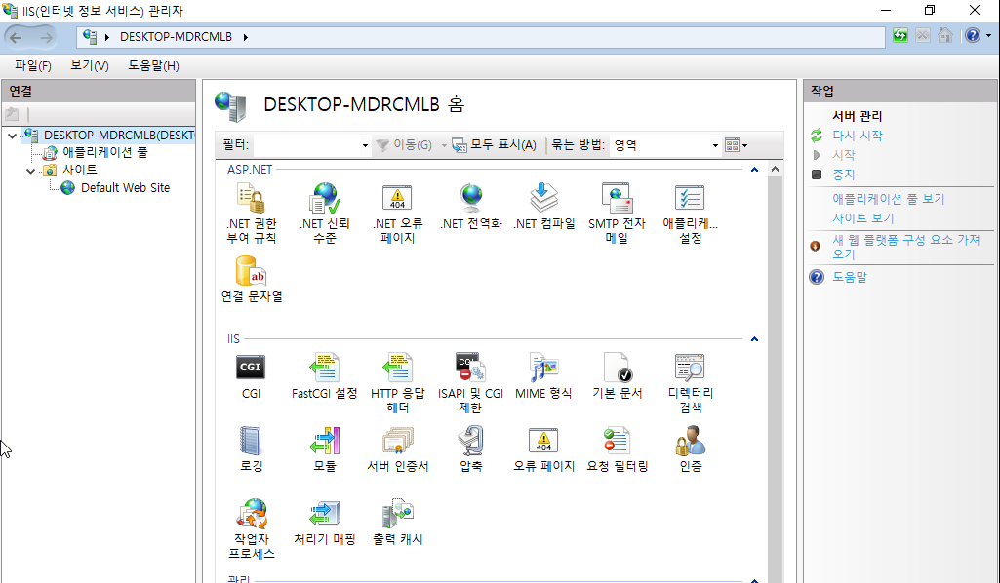 IIS(인터넷 정보 서비스) 관리자
DESKTOP-MDRCMLB
파일(F) 보기(V) 도움말(H)
연결
DESKTOP-MDRCMLB(DESKT
애플리케이션 풀
사이트
Default Web Site
DESKTOP-MDRCMLB 홈
필터: 이동(G) 모두 표시(A) 묶는 방법: 영역
ASP.NET
.NET 권한
부여 규칙
.NET 신뢰
수준
.NET 오류
페이지
.NET 전역화
.NET 컴파일
SMTP 전자
메일
애플리케...
설정
연결 문자열
IIS
CGI
FastCGI 설정
HTTP 응답
헤더
ISAPI 및 CGI
제한
MIME 형식
기본 문서
디렉터리
검색
로깅
모듈
서버 인증서
압축
오류 페이지
요청 필터링
인증
작업자
프로세스
처리기 매핑
출력 캐시
관리
작업
서버 관리
다시 시작
시작
중지
애플리케이션 풀 보기
사이트 보기
새 웹 플랫폼 구성 요소 가져
오기
도움말